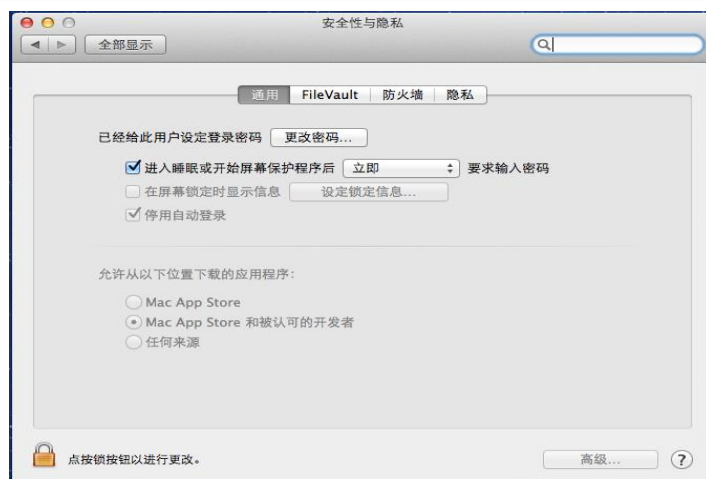 安全性与隐私
全部显示
通用 FileVault 防火墙 隐私
已经给此用户设定登录密码 更改密码...
进入睡眠或开始屏幕保护程序后 立即 要求输入密码
在屏幕锁定时显示信息 设定锁定信息...
停用自动登录
允许从以下位置下载的应用程序：
Mac App Store
Mac App Store 和被认可的开发者
任何来源
点按锁按钮以进行更改。 高级... ?